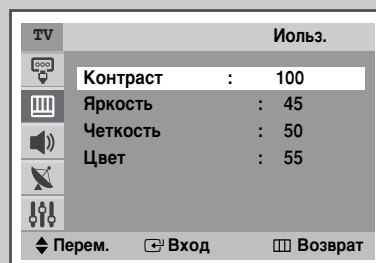 TV Иольз.
Контраст : 100
Яркость : 45
Четкость : 50
Цвет : 55
Перем. Вход Возврат